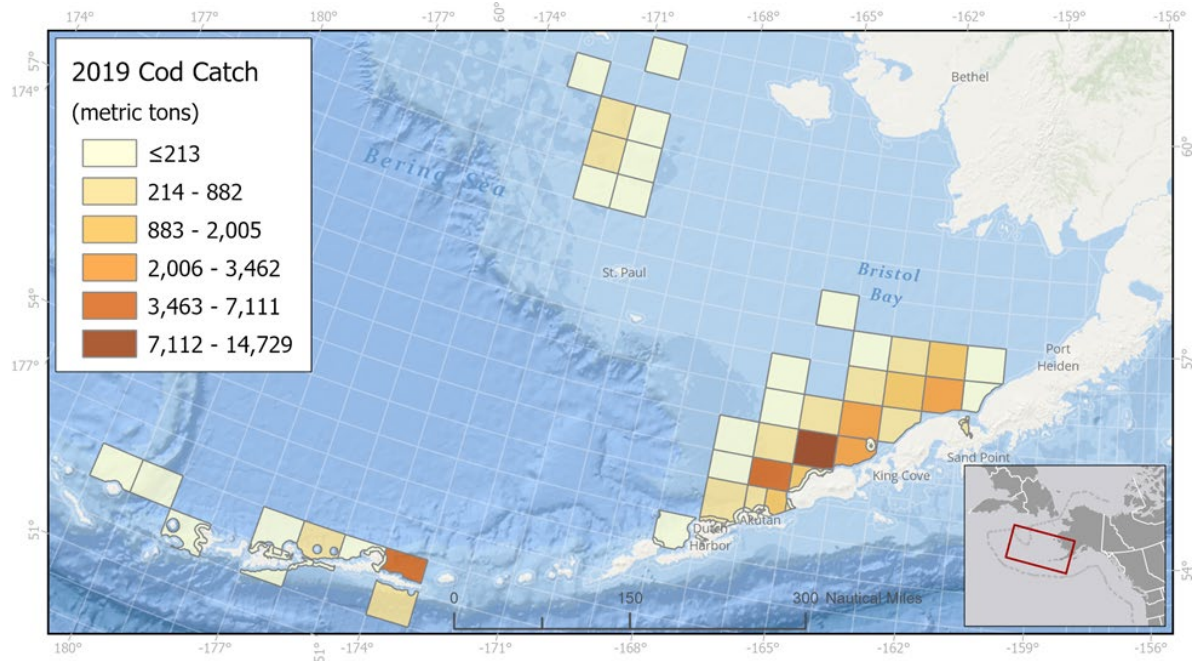 174° 177° 180° -177° 60° -174° -171° -168° -165° -162° -159° -156°
57°
174°
2019 Cod Catch
(metric tons)
≤213
214 - 882
883 - 2,005
2,006 - 3,462
3,463 - 7,111
7,112 - 14,729
Bethel
60°
Bering Sea
St. Paul
Bristol
Bay
54°
177°
Port
Heiden
57°
Sand Point
King Cove
51°
Akutan
Dutch
Harbor
54°
0 150 300 Nautical Miles
180° -177° 51° -174° -171° -168° -165° -162° -159° -156°